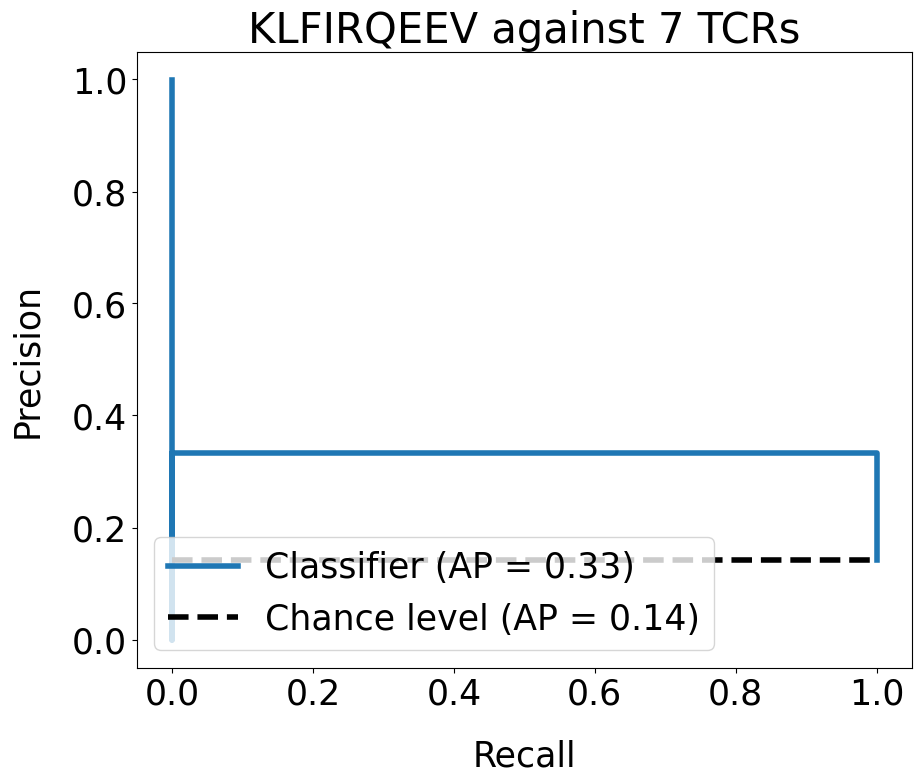 KLFIRQEEV against 7 TCRs
1.0
0.8
0.6
0.4
0.2
0.0
Precision
Classifier (AP = 0.33)
Chance level (AP = 0.14)
0.0 0.2 0.4 0.6 0.8 1.0
Recall